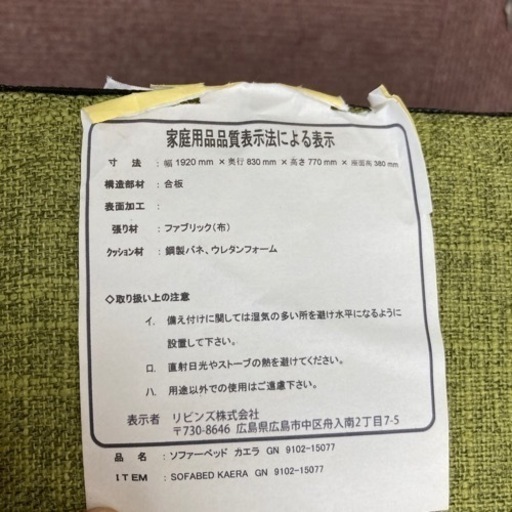 家庭用品品質表示法による表示
寸 法 : 幅 1920 mm × 奥行 830 mm × 高さ 770 mm × 座面高 380 mm
構造部材 : 合板
表面加工 :
張り材 : ファブリック(布)
クッション材 : 鋼製バネ、ウレタンフォーム
◇取り扱い上の注意
イ. 備え付けに関しては湿気の多い所を避け水平になるように
設置して下さい。
ロ. 直射日光やストーブの熱を避けてください。
ハ. 用途以外での使用はご遠慮下さい。
表示者 リビンズ株式会社
〒730-8646 広島県広島市中区舟入南2丁目7-5
品 名 : ソファーベッド カエラ GN 9102-15077
ITEM : SOFABED KAERA GN 9102-15077